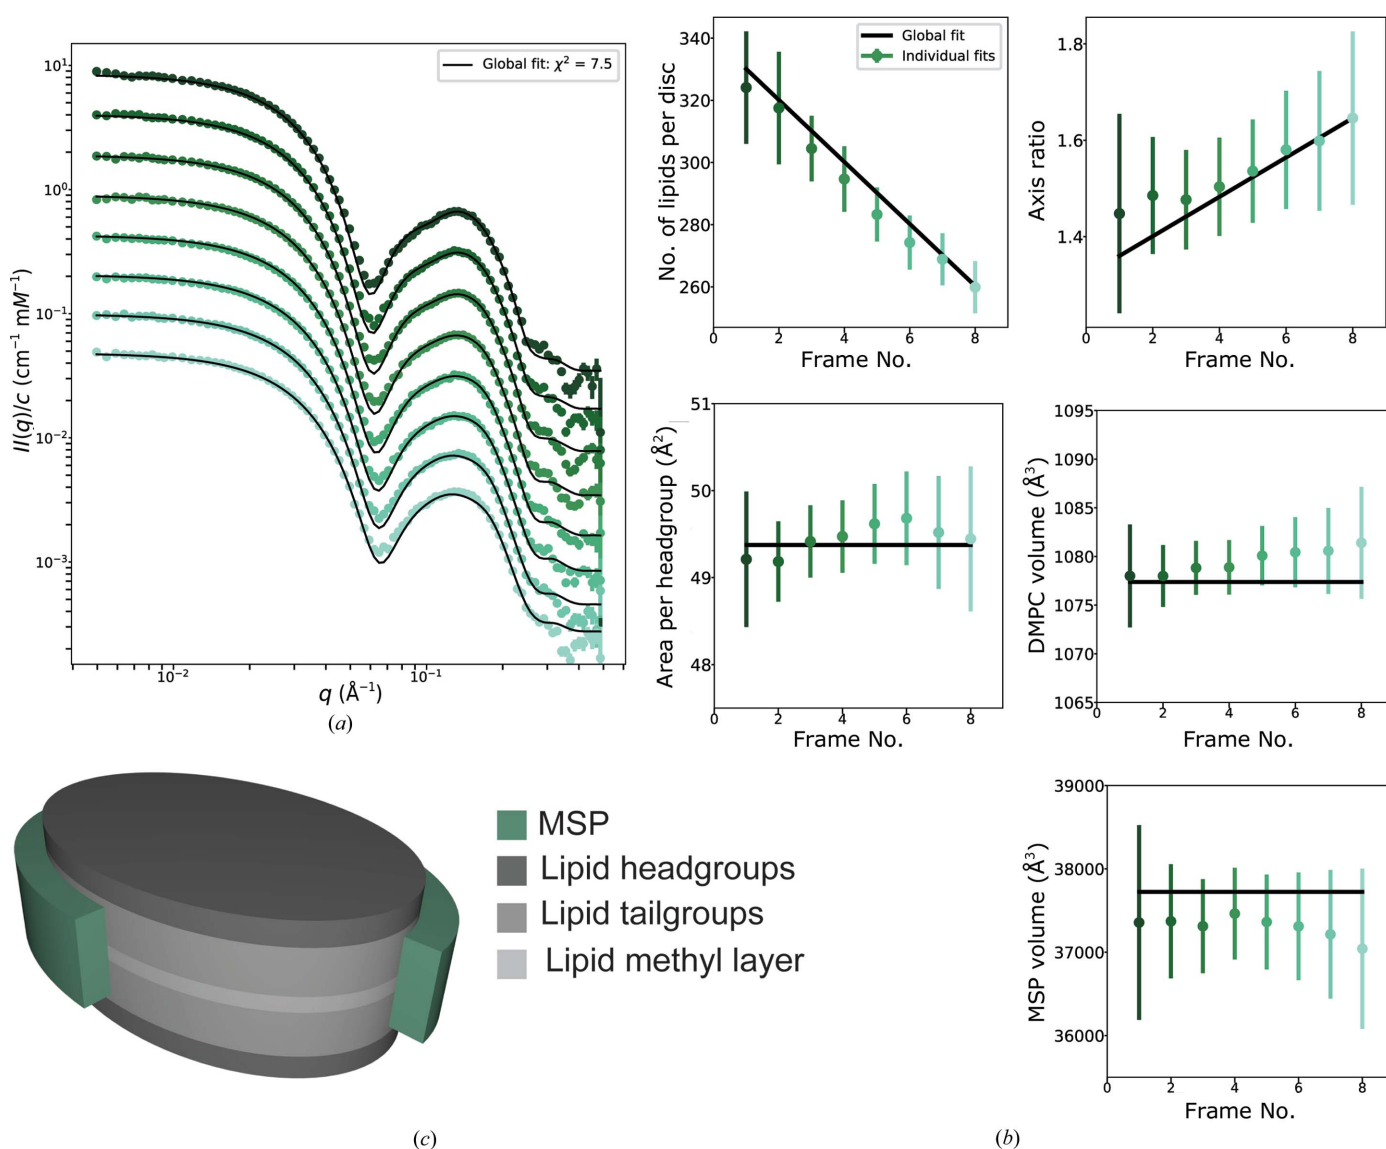 Global fit: χ² = 7.5
10¹
10⁰
10⁻¹
10⁻²
10⁻³
II(q)/c (cm⁻¹ mM⁻¹)
10⁻² 10⁻¹
q (Å⁻¹)
(a)
Global fit
Individual fits
340
320
300
280
260
No. of lipids per disc
0 2 4 6 8
Frame No.
1.8
1.6
1.4
Axis ratio
0 2 4 6 8
Frame No.
51
50
49
48
Area per headgroup (Å²)
0 2 4 6 8
Frame No.
1095
1090
1085
1080
1075
1070
1065
DMPC volume (Å³)
0 2 4 6 8
Frame No.
MSP
Lipid headgroups
Lipid tailgroups
Lipid methyl layer
39000
38000
37000
36000
MSP volume (Å³)
0 2 4 6 8
Frame No.
(c)
(b)